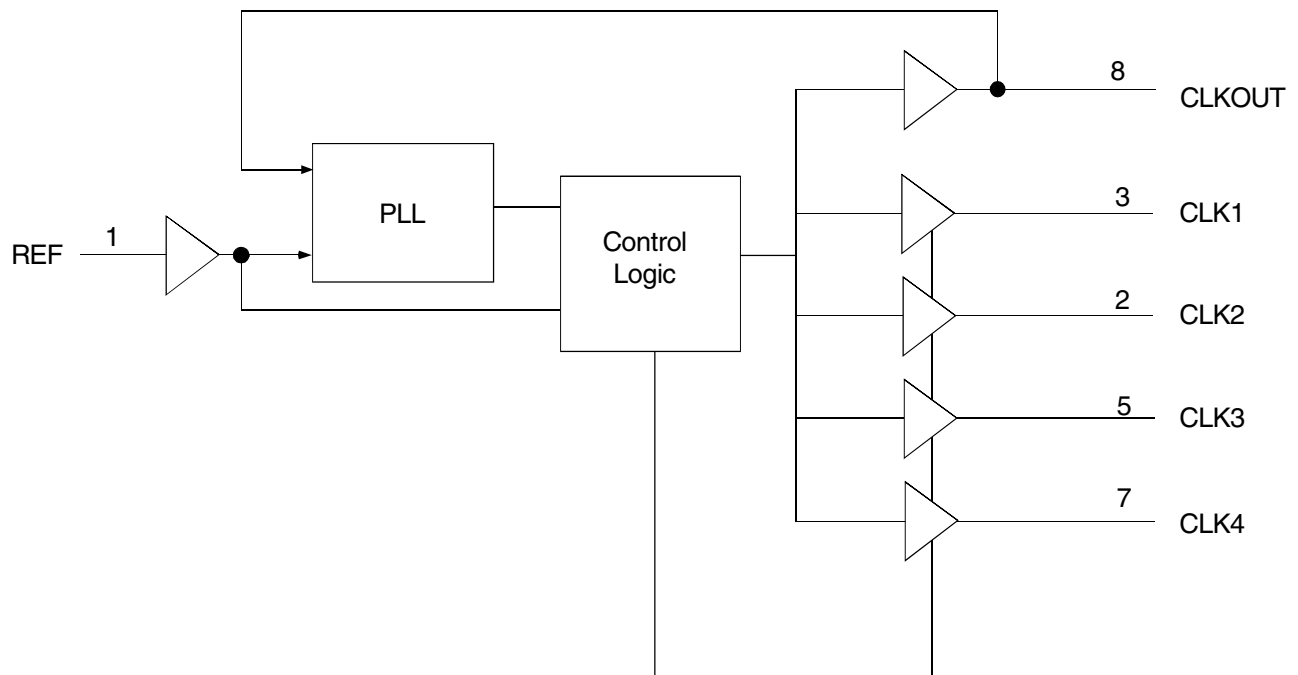 8
CLKOUT
PLL
3
CLK1
REF
1
Control
Logic
2
CLK2
5
CLK3
7
CLK4